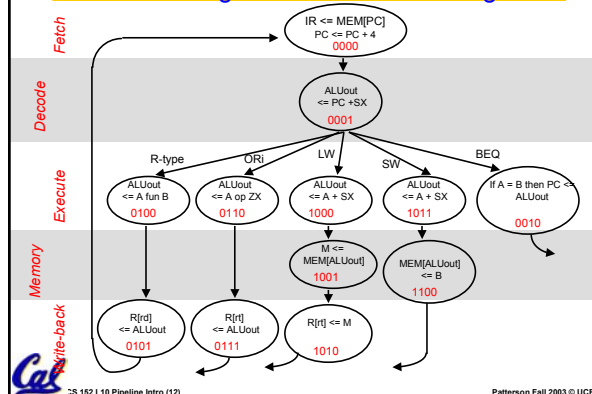 Fetch
IR <= MEM[PC]
PC <= PC + 4
0000
Decode
ALUout
<= PC +SX
0001
R-type
ORi
LW
SW
BEQ
Execute
ALUout
<= A fun B
0100
ALUout
<= A op ZX
0110
ALUout
<= A + SX
1000
ALUout
<= A + SX
1011
If A = B then PC <=
ALUout
0010
Memory
M <=
MEM[ALUout]
1001
MEM[ALUout]
<= B
1100
R[rd]
<= ALUout
0101
R[rt]
<= ALUout
0111
R[rt] <= M
1010
Cal
CS 152 L10 Pipeline Intro (12)
Patterson Fall 2003 ©